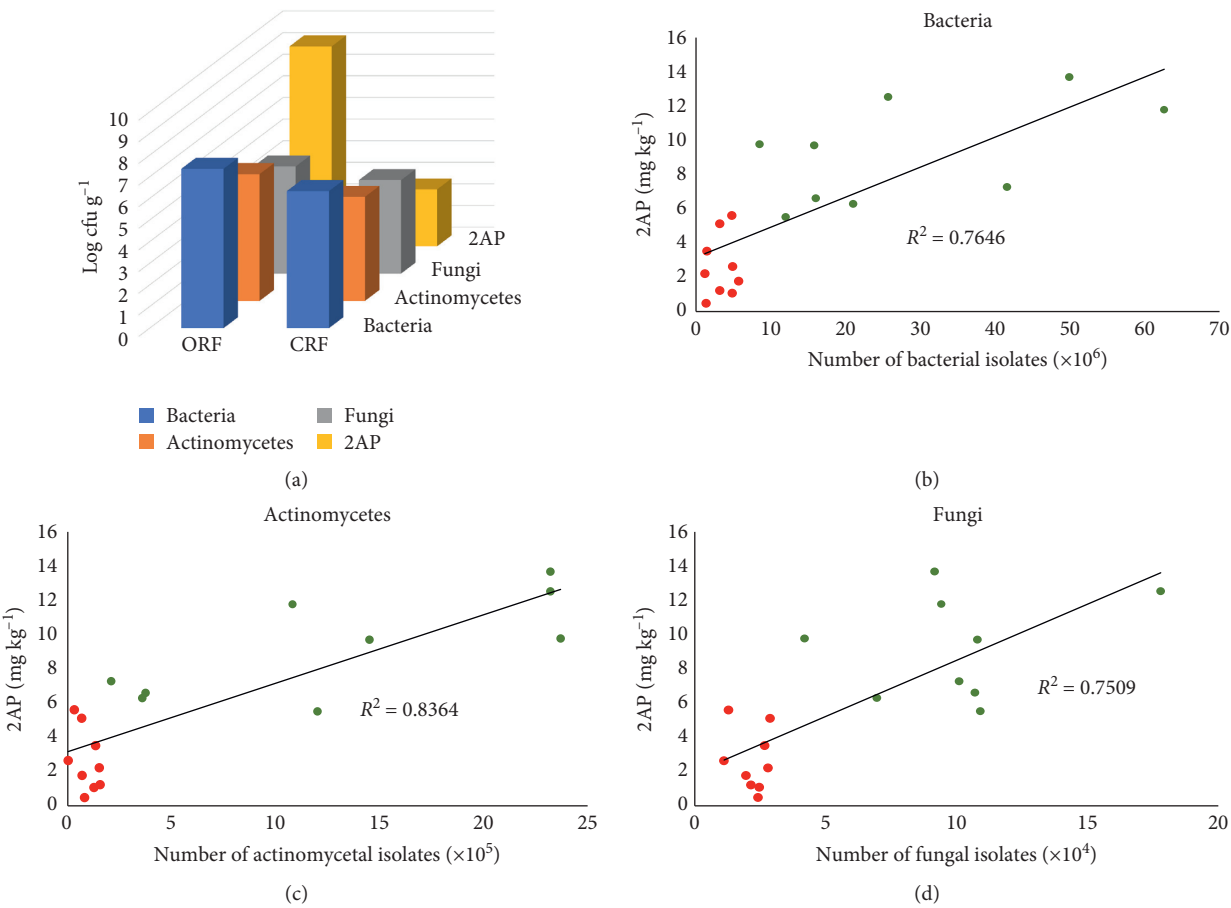 10
9
8
7
6
5
4
3
2
1
0
Log cfu g⁻¹
ORF
CRF
2AP
Fungi
Actinomycetes
Bacteria
Bacteria
Fungi
Actinomycetes
2AP
(a)
Bacteria
16
14
12
10
8
6
4
2
0
2AP (mg kg⁻¹)
R² = 0.7646
0 10 20 30 40 50 60 70
Number of bacterial isolates (×10⁶)
(b)
Actinomycetes
16
14
12
10
8
6
4
2
0
2AP (mg kg⁻¹)
R² = 0.8364
0 5 10 15 20 25
Number of actinomycetal isolates (×10⁵)
(c)
Fungi
16
14
12
10
8
6
4
2
0
2AP (mg kg⁻¹)
R² = 0.7509
0 5 10 15 20
Number of fungal isolates (×10⁴)
(d)